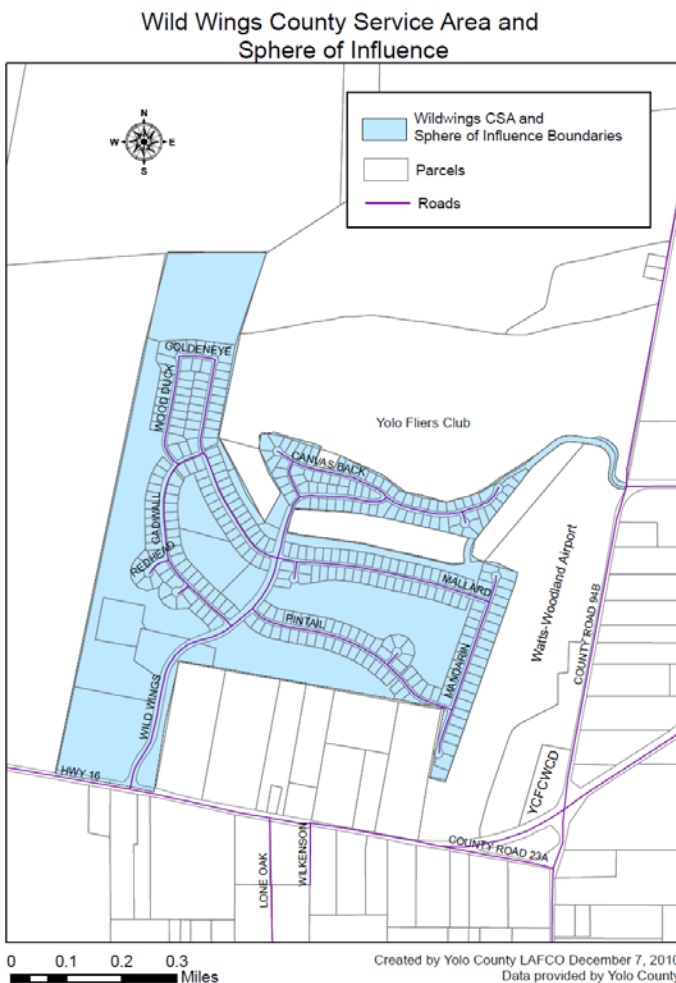 Wild Wings County Service Area and
Sphere of Influence
N
W E
S
Wildwings CSA and
Sphere of Influence Boundaries
Parcels
Roads
GOLDENEYE
WOOD DUCK
Yolo Fliers Club
CANVAS BACK
GADWALL
REDHEAD
MALLARD
PINTAIL
MANDARIN
WILD WINGS
Watts-Woodland Airport
COUNTY ROAD 94B
YCFCWCD
HWY 16
COUNTY ROAD 23A
LONE OAK
WILKENSON
0 0.1 0.2 0.3
Miles
Created by Yolo County LAFCO December 7, 2010
Data provided by Yolo County